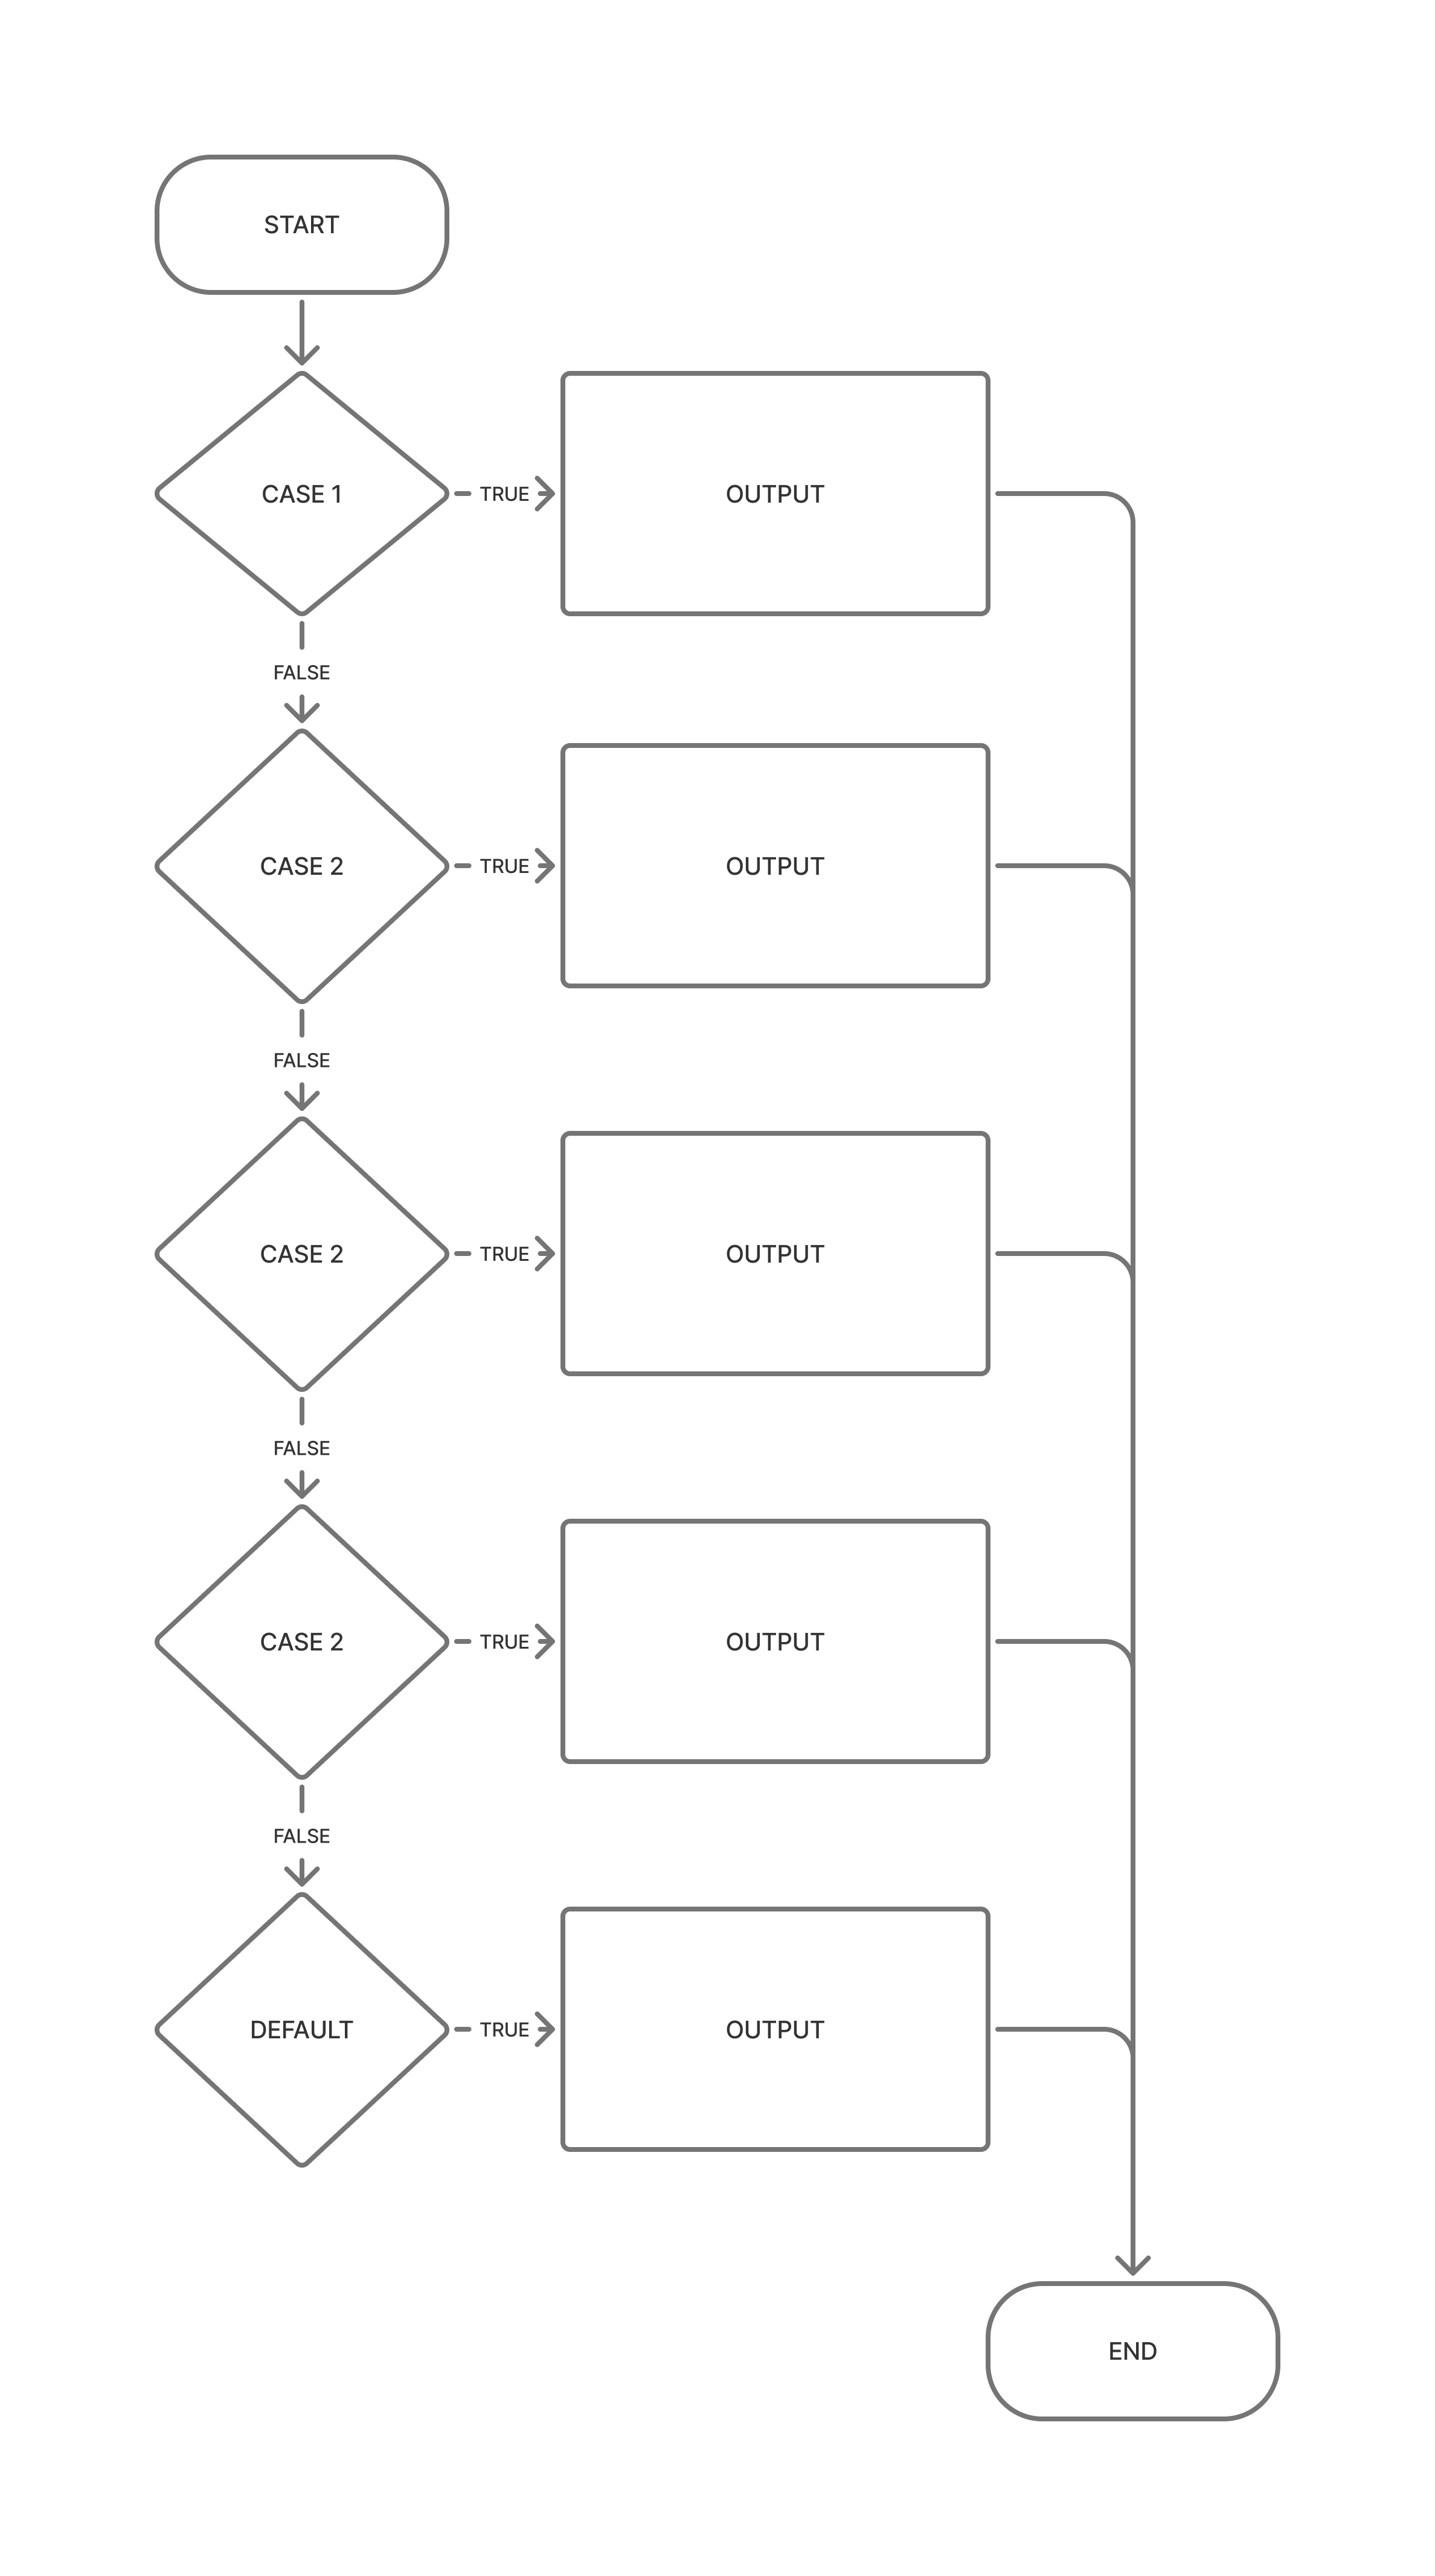 START
CASE 1
TRUE
OUTPUT
FALSE
CASE 2
TRUE
OUTPUT
FALSE
CASE 2
TRUE
OUTPUT
FALSE
CASE 2
TRUE
OUTPUT
FALSE
DEFAULT
TRUE
OUTPUT
END